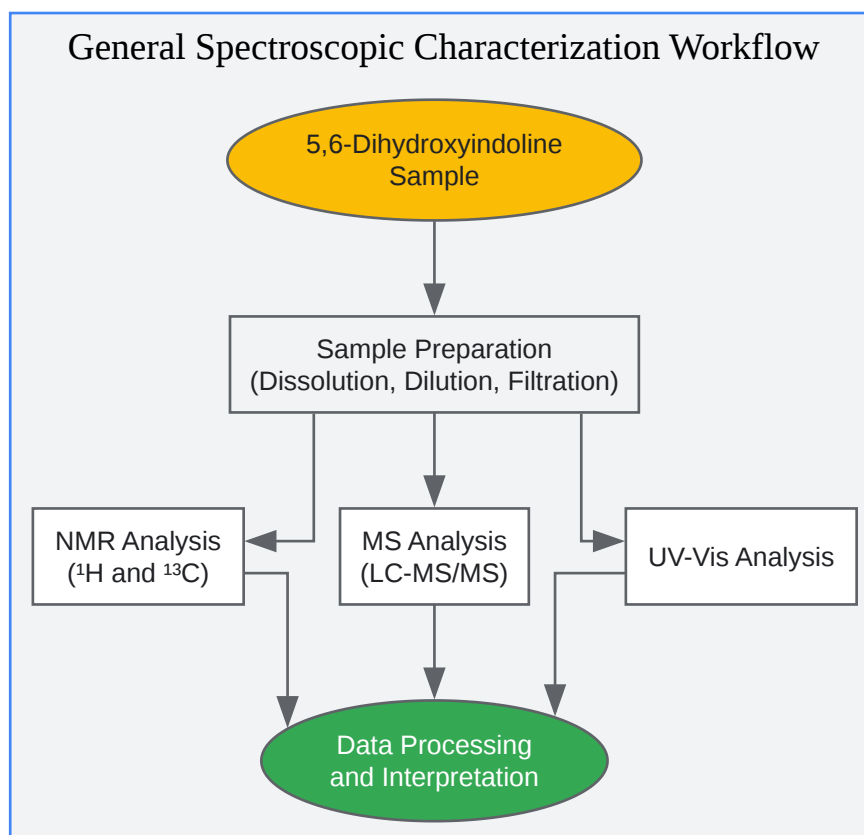 General Spectroscopic Characterization Workflow
5,6-Dihydroxyindoline
Sample
Sample Preparation
(Dissolution, Dilution, Filtration)
NMR Analysis
(¹H and ¹³C)
MS Analysis
(LC-MS/MS)
UV-Vis Analysis
Data Processing
and Interpretation